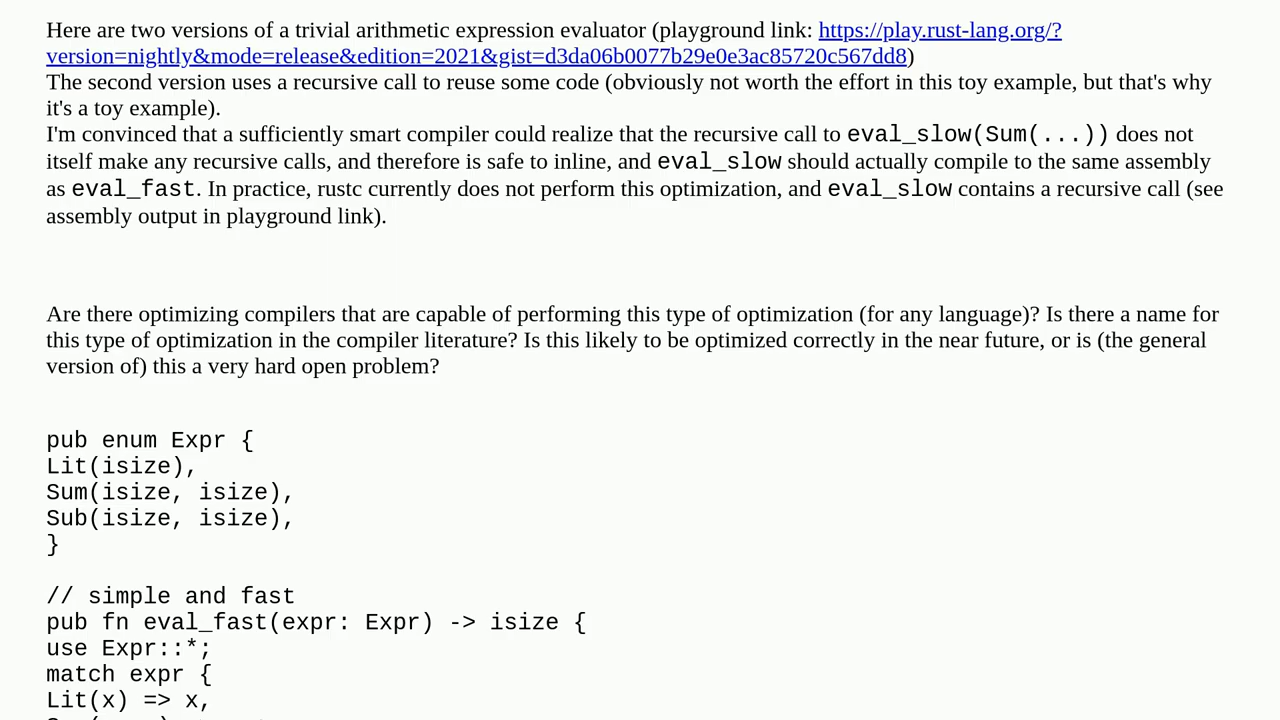 Here are two versions of a trivial arithmetic expression evaluator (playground link: https://play.rust-lang.org/?
version=nightly&mode=release&edition=2021&gist=d3da06b0077b29e0e3ac85720c567dd8)
The second version uses a recursive call to reuse some code (obviously not worth the effort in this toy example, but that's why
it's a toy example).
I'm convinced that a sufficiently smart compiler could realize that the recursive call to eval_slow(Sum(...)) does not
itself make any recursive calls, and therefore is safe to inline, and eval_slow should actually compile to the same assembly
as eval_fast. In practice, rustc currently does not perform this optimization, and eval_slow contains a recursive call (see
assembly output in playground link).
Are there optimizing compilers that are capable of performing this type of optimization (for any language)? Is there a name for
this type of optimization in the compiler literature? Is this likely to be optimized correctly in the near future, or is (the general
version of) this a very hard open problem?
pub enum Expr {
Lit(isize),
Sum(isize, isize),
Sub(isize, isize),
}
// simple and fast
pub fn eval_fast(expr: Expr) -> isize {
use Expr::*;
match expr {
Lit(x) => x,